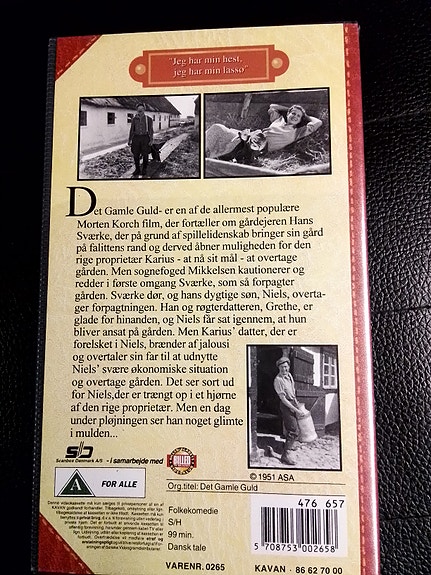 "Jeg har min hest,
jeg har min lasso"
Det Gamle Guld- er en af de allermest populære
Morten Korch film, der fortæller om gårdejeren Hans
Sværke, der på grund af spillelidenskab bringer sin gård
på falittens rand og derved åbner muligheden for den
rige proprietær Karius - at nå sit mål - at overtage
gården. Men sognefoged Mikkelsen kautionerer og
redder i første omgang Sværke, som så forpagter
gården. Sværke dør, og hans dygtige søn, Niels, overta-
ger forpagtningen. Han og røgterdatteren, Grethe, er
glade for hinanden, og Niels får sat igennem, at hun
bliver ansat på gården. Men Karius' datter, der er
forelsket i Niels, brænder af jalousi
og overtaler sin far til at udnytte
Niels' svære økonomiske situation
og overtage gården. Det ser sort ud
for Niels,der er trængt op i et hjørne
af den rige proprietær. Men en dag
under pløjningen ser han noget glimte
i mulden...
Scanbox Danmark A/S - i samarbejde med
BILLED
© 1951 ASA
A
FOR ALLE
Org.titel: Det Gamle Guld
Folkekomedie
S/H
99 min.
Dansk tale
VARENR. 0265
476 657
5 708753 002658
KAVAN - 86 62 70 00